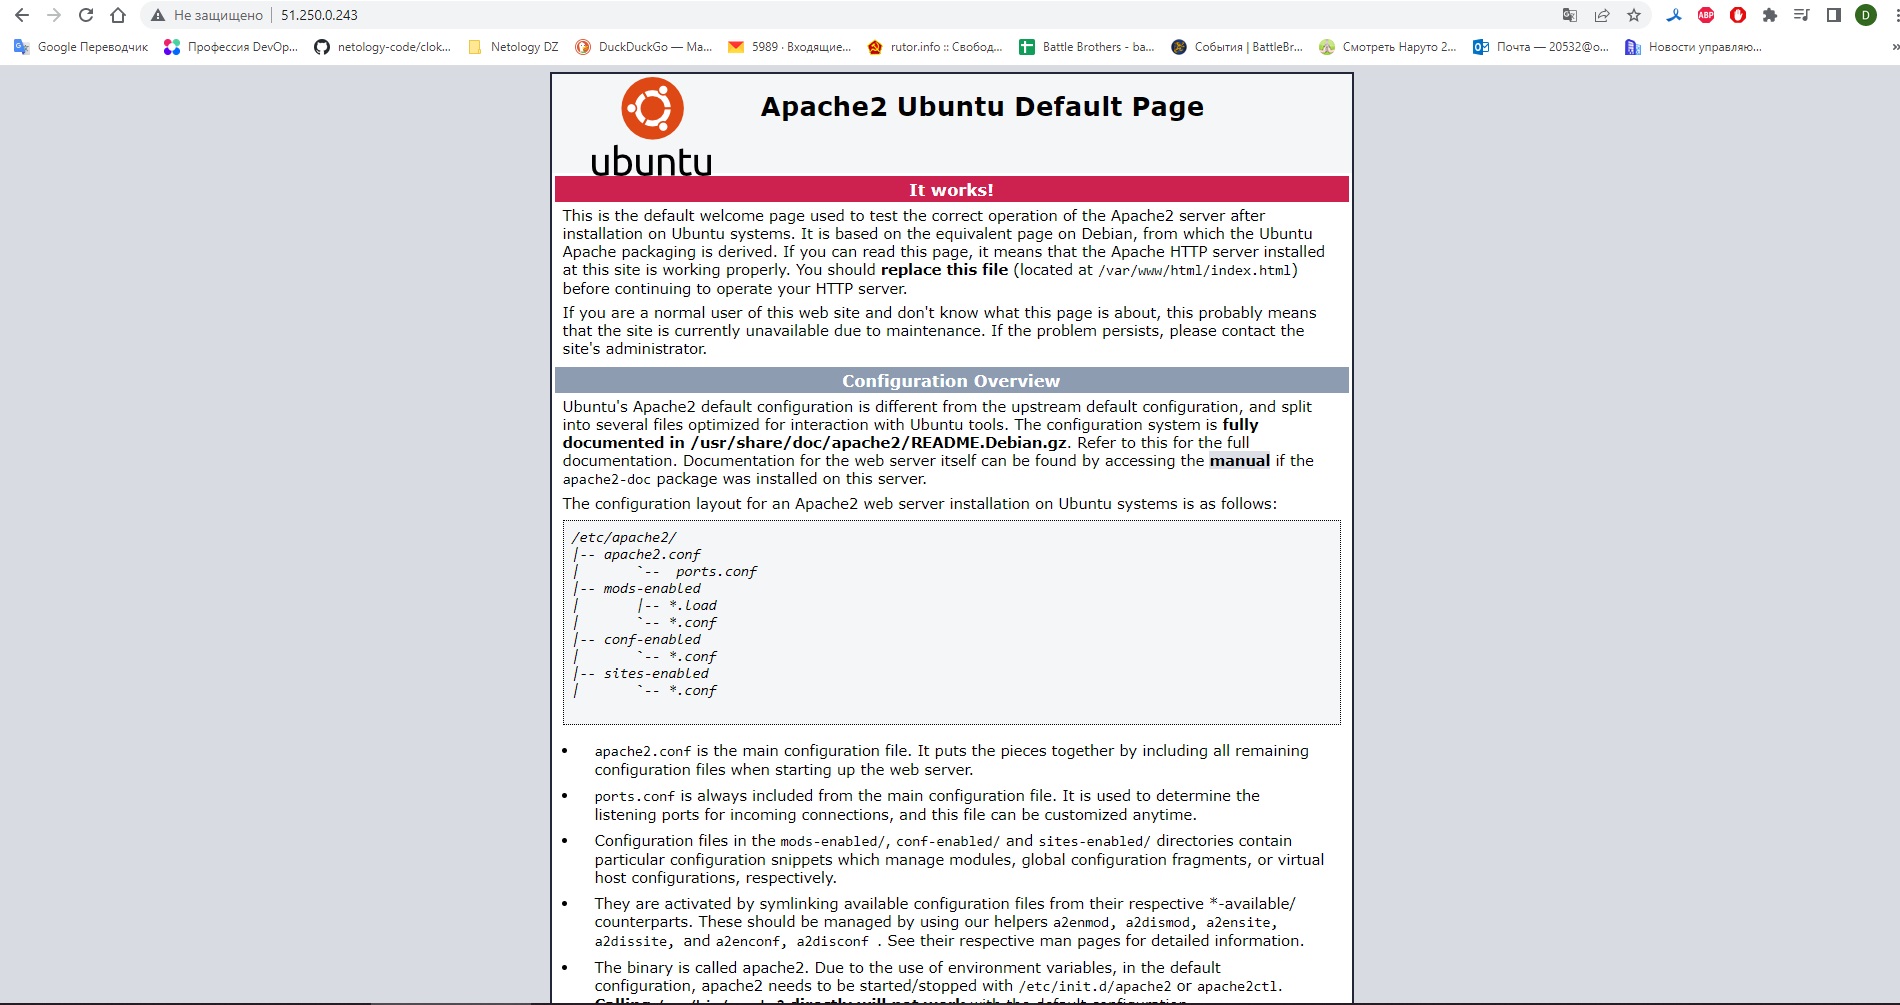 Не защищено | 51.250.0.243
Google Переводчик Профессия DevOp... netology-code/clok... Netology DZ DuckDuckGo — Ма... 5989 · Входящие... rutor.info :: Свобод... Battle Brothers - ba... События | BattleBr... Смотреть Наруто 2... Почта — 20532@o... Новости управляю... »
ABP D
ubuntu
Apache2 Ubuntu Default Page
It works!
This is the default welcome page used to test the correct operation of the Apache2 server after
installation on Ubuntu systems. It is based on the equivalent page on Debian, from which the Ubuntu
Apache packaging is derived. If you can read this page, it means that the Apache HTTP server installed
at this site is working properly. You should replace this file (located at /var/www/html/index.html)
before continuing to operate your HTTP server.
If you are a normal user of this web site and don't know what this page is about, this probably means
that the site is currently unavailable due to maintenance. If the problem persists, please contact the
site's administrator.
Configuration Overview
Ubuntu's Apache2 default configuration is different from the upstream default configuration, and split
into several files optimized for interaction with Ubuntu tools. The configuration system is fully
documented in /usr/share/doc/apache2/README.Debian.gz. Refer to this for the full
documentation. Documentation for the web server itself can be found by accessing the manual if the
apache2-doc package was installed on this server.
The configuration layout for an Apache2 web server installation on Ubuntu systems is as follows:
/etc/apache2/
|-- apache2.conf
|       `--  ports.conf
|-- mods-enabled
|       |-- *.load
|       `-- *.conf
|-- conf-enabled
|       `-- *.conf
|-- sites-enabled
|       `-- *.conf
• apache2.conf is the main configuration file. It puts the pieces together by including all remaining
configuration files when starting up the web server.
• ports.conf is always included from the main configuration file. It is used to determine the
listening ports for incoming connections, and this file can be customized anytime.
• Configuration files in the mods-enabled/, conf-enabled/ and sites-enabled/ directories contain
particular configuration snippets which manage modules, global configuration fragments, or virtual
host configurations, respectively.
• They are activated by symlinking available configuration files from their respective *-available/
counterparts. These should be managed by using our helpers a2enmod, a2dismod, a2ensite,
a2dissite, and a2enconf, a2disconf . See their respective man pages for detailed information.
• The binary is called apache2. Due to the use of environment variables, in the default
configuration, apache2 needs to be started/stopped with /etc/init.d/apache2 or apache2ctl.
Calling /usr/bin/apache2 directly will not work with the default configuration.